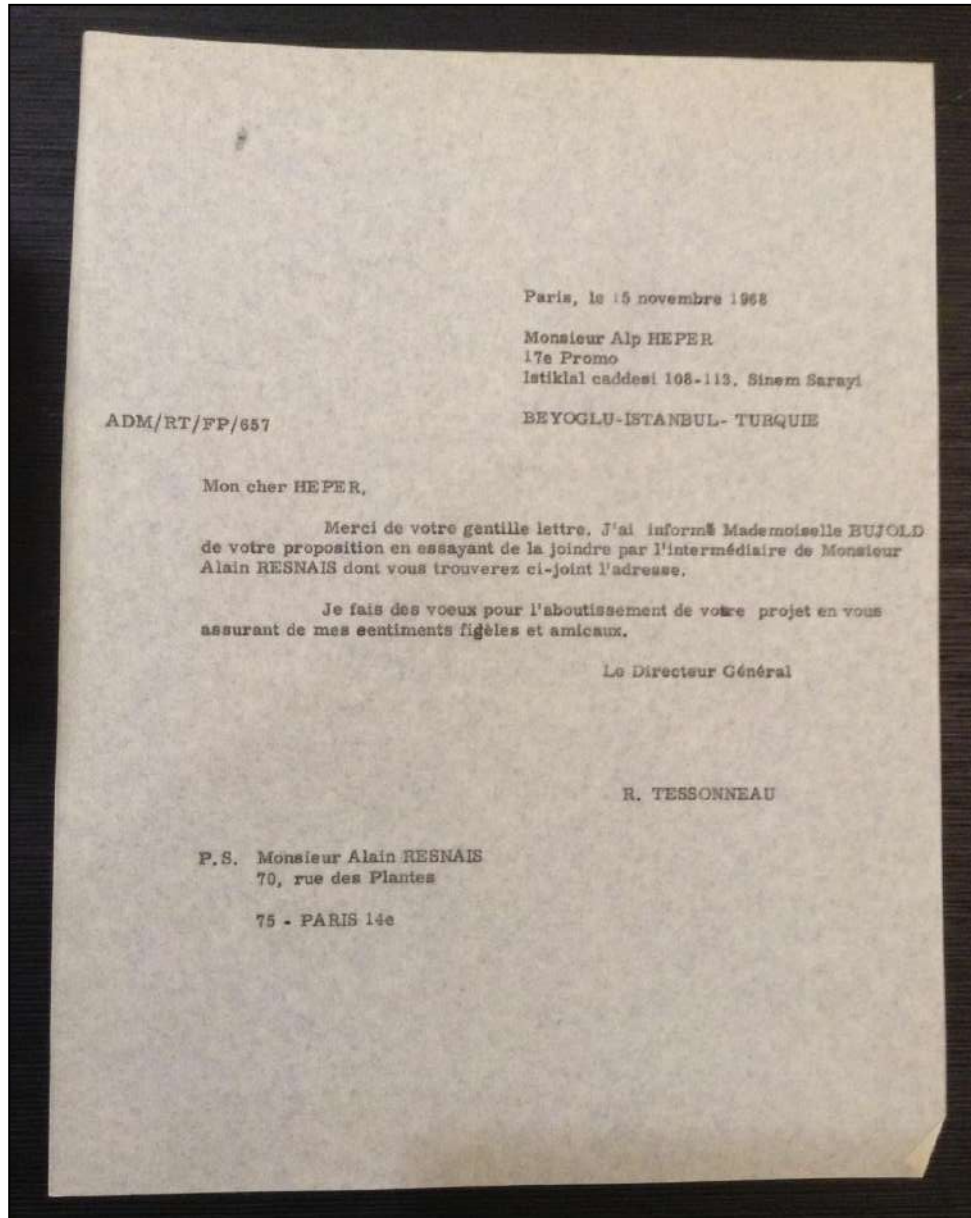 Paris, le 15 novembre 1968
Monsieur Alp HEPER
17e Promo
Istiklal caddesi 108-113. Sinem Sarayi
ADM/RT/FP/657
BEYOGLU-ISTANBUL- TURQUIE
Mon cher HEPER,
Merci de votre gentille lettre. J'ai informé Mademoiselle BUJOLD
de votre proposition en essayant de la joindre par l'intermédiaire de Monsieur
Alain RESNAIS dont vous trouverez ci-joint l'adresse.
Je fais des voeux pour l'aboutissement de votre projet en vous
assurant de mes sentiments fidèles et amicaux.
Le Directeur Général
R. TESSONNEAU
P.S. Monsieur Alain RESNAIS
70, rue des Plantes
75 - PARIS 14e